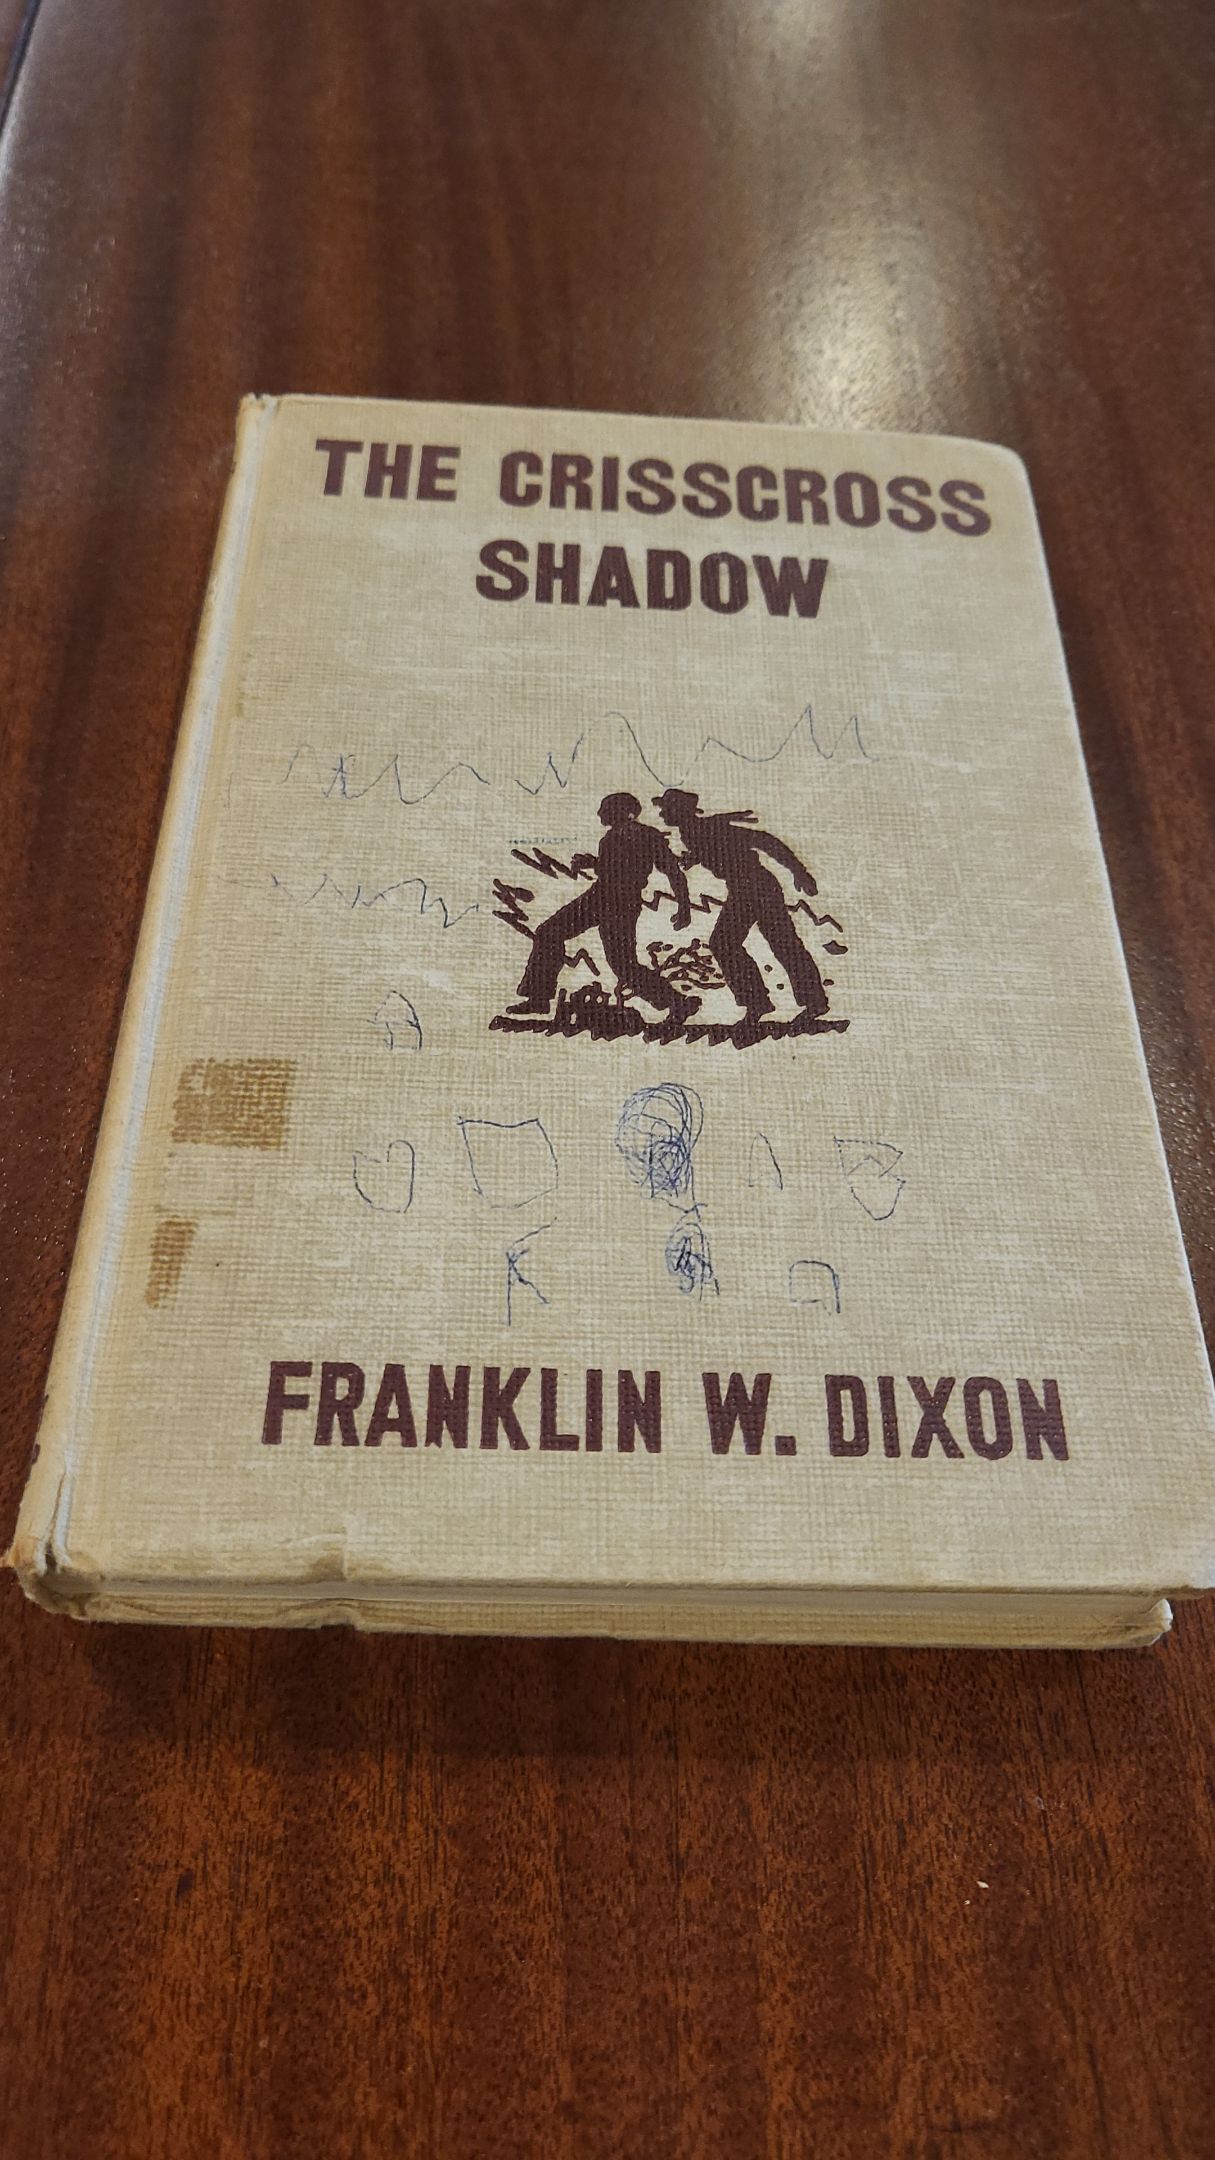 THE CRISSCROSS
SHADOW
K
FRANKLIN W. DIXON